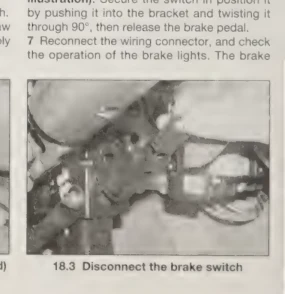 h.
w
ly
illustration). Secure the switch in position it
by pushing it into the bracket and twisting it
through 90°, then release the brake pedal.
7 Reconnect the wiring connector, and check
the operation of the brake lights. The brake
d)
18.3 Disconnect the brake switch